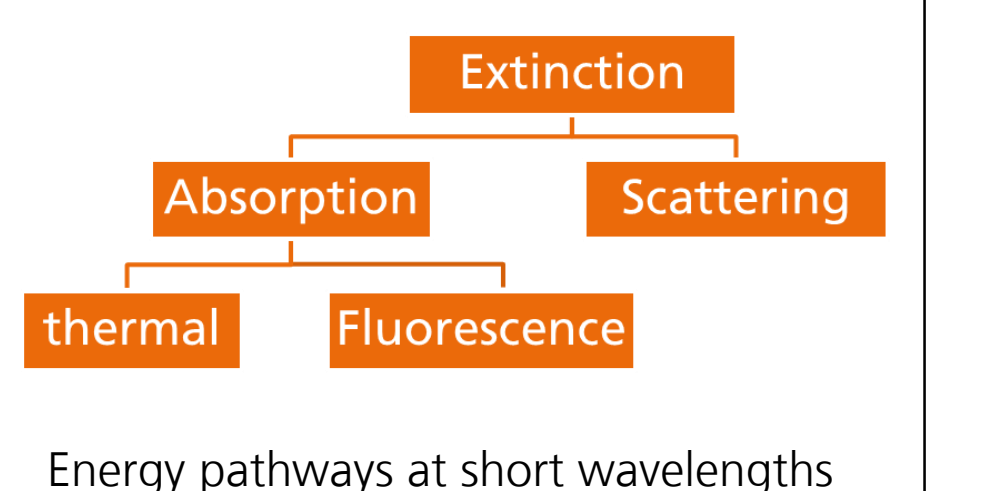 Extinction
Absorption
Scattering
thermal
Fluorescence
Energy pathways at short wavelengths